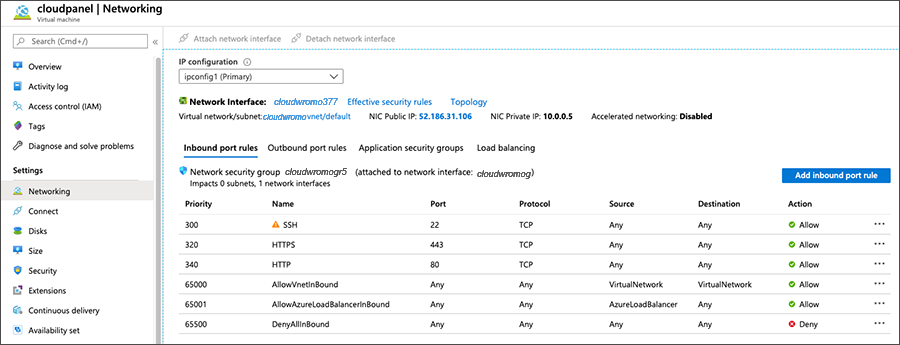 cloudpanel | Networking
Virtual machine
Search (Cmd+/)
«
Overview
Activity log
Access control (IAM)
Tags
Diagnose and solve problems
Settings
Networking
Connect
Disks
Size
Security
Extensions
Continuous delivery
Availability set
Attach network interface Detach network interface
IP configuration
ipconfig1 (Primary)
Network Interface: cloudwromo377 Effective security rules Topology
Virtual network/subnet: cloudwromovnet/default NIC Public IP: 52.186.31.106 NIC Private IP: 10.0.0.5 Accelerated networking: Disabled
Inbound port rules Outbound port rules Application security groups Load balancing
Network security group cloudwromogr5 (attached to network interface: cloudwromog)
Impacts 0 subnets, 1 network interfaces
Add inbound port rule
Priority Name Port Protocol Source Destination Action
300 SSH 22 TCP Any Any Allow ...
320 HTTPS 443 TCP Any Any Allow ...
340 HTTP 80 TCP Any Any Allow ...
65000 AllowVnetInBound Any Any VirtualNetwork VirtualNetwork Allow ...
65001 AllowAzureLoadBalancerInBound Any Any AzureLoadBalancer Any Allow ...
65500 DenyAllInBound Any Any Any Any Deny ...